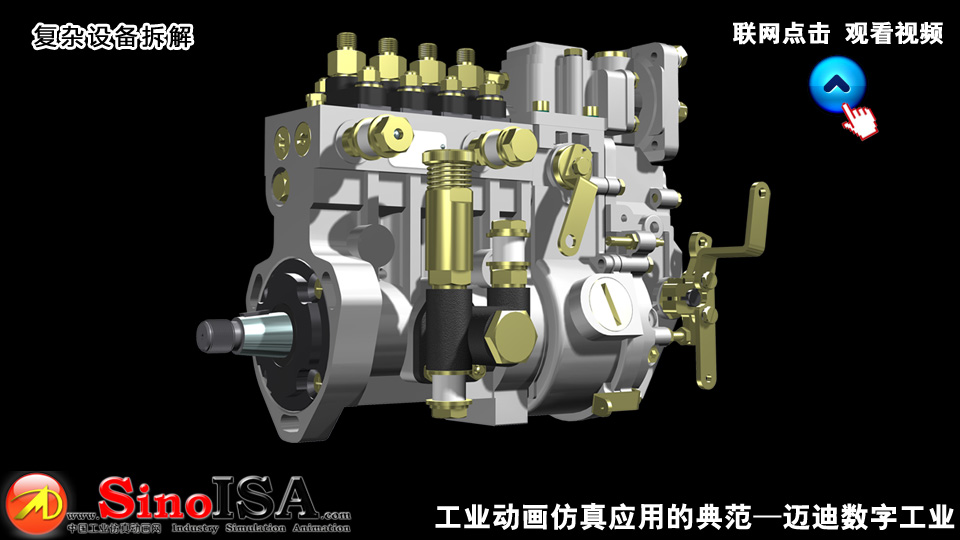 复杂设备拆解
联网点击 观看视频
www.SinoISA.com
中国工业仿真动画网 Industry Simulation Animation
工业动画仿真应用的典范—迈迪数字工业